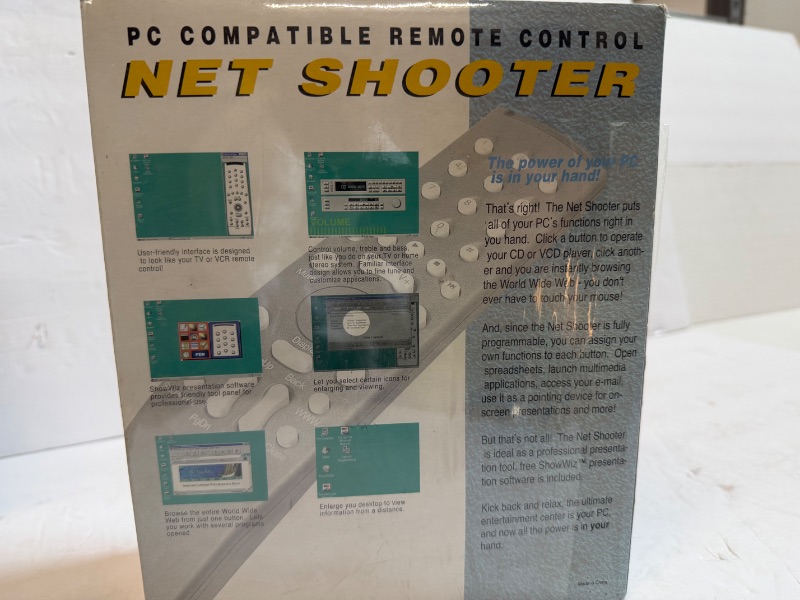 PC COMPATIBLE REMOTE CONTROL
NET SHOOTER
User-friendly interface is designed
to look like your TV or VCR remote
control!
VOLUME
Control volume, treble and bass
just like you do on your TV or home
stereo system. Familiar interface
design allows you to fine tune and
customize applications.
PEN
ShowWiz presentation software
provides friendly tool panel for
professional use.
Let you select certain icons for
enlarging and viewing.
Browse the entire World Wide
Web from just one button. Lets
you work with several programs
opened.
Enlarge you desktop to view
information from a distance.
Display
Up
Back
PgDn
WWW
The power of your PC
is in your hand!
That's right! The Net Shooter puts
all of your PC's functions right in
you hand. Click a button to operate
your CD or VCD player, click anoth-
er and you are instantly browsing
the World Wide Web - you don't
ever have to touch your mouse!
And, since the Net Shooter is fully
programmable, you can assign your
own functions to each button. Open
spreadsheets, launch multimedia
applications, access your e-mail,
use it as a pointing device for on-
screen presentations and more!
But that's not all! The Net Shooter
is ideal as a professional presenta-
tion tool, free ShowWiz™ presenta-
tion software is included.
Kick back and relax, the ultimate
entertainment center is your PC,
and now all the power is in your
hand.
Made in China